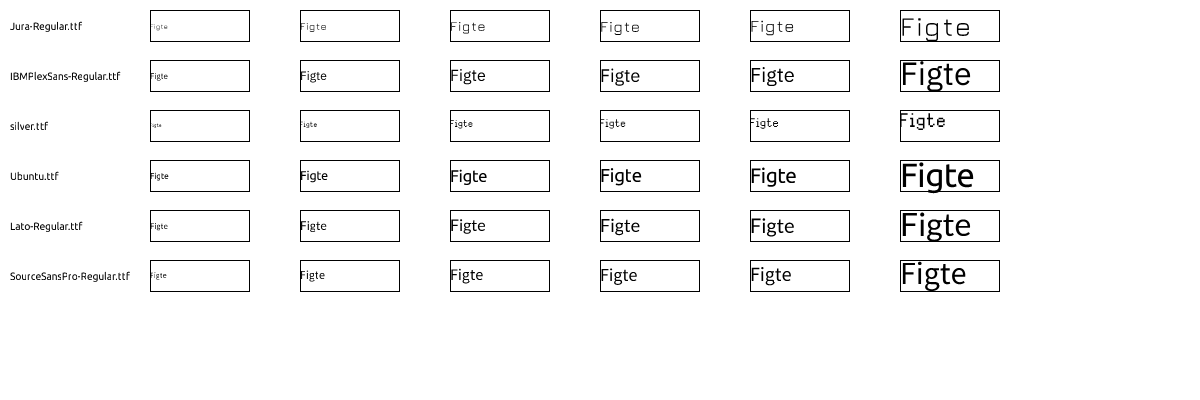 Jura-Regular.ttf Figte Figte Figte Figte Figte Figte
IBMPlexSans-Regular.ttf Figte Figte Figte Figte Figte Figte
silver.ttf Figte Figte Figte Figte Figte Figte
Ubuntu.ttf Figte Figte Figte Figte Figte Figte
Lato-Regular.ttf Figte Figte Figte Figte Figte Figte
SourceSansPro-Regular.ttf Figte Figte Figte Figte Figte Figte